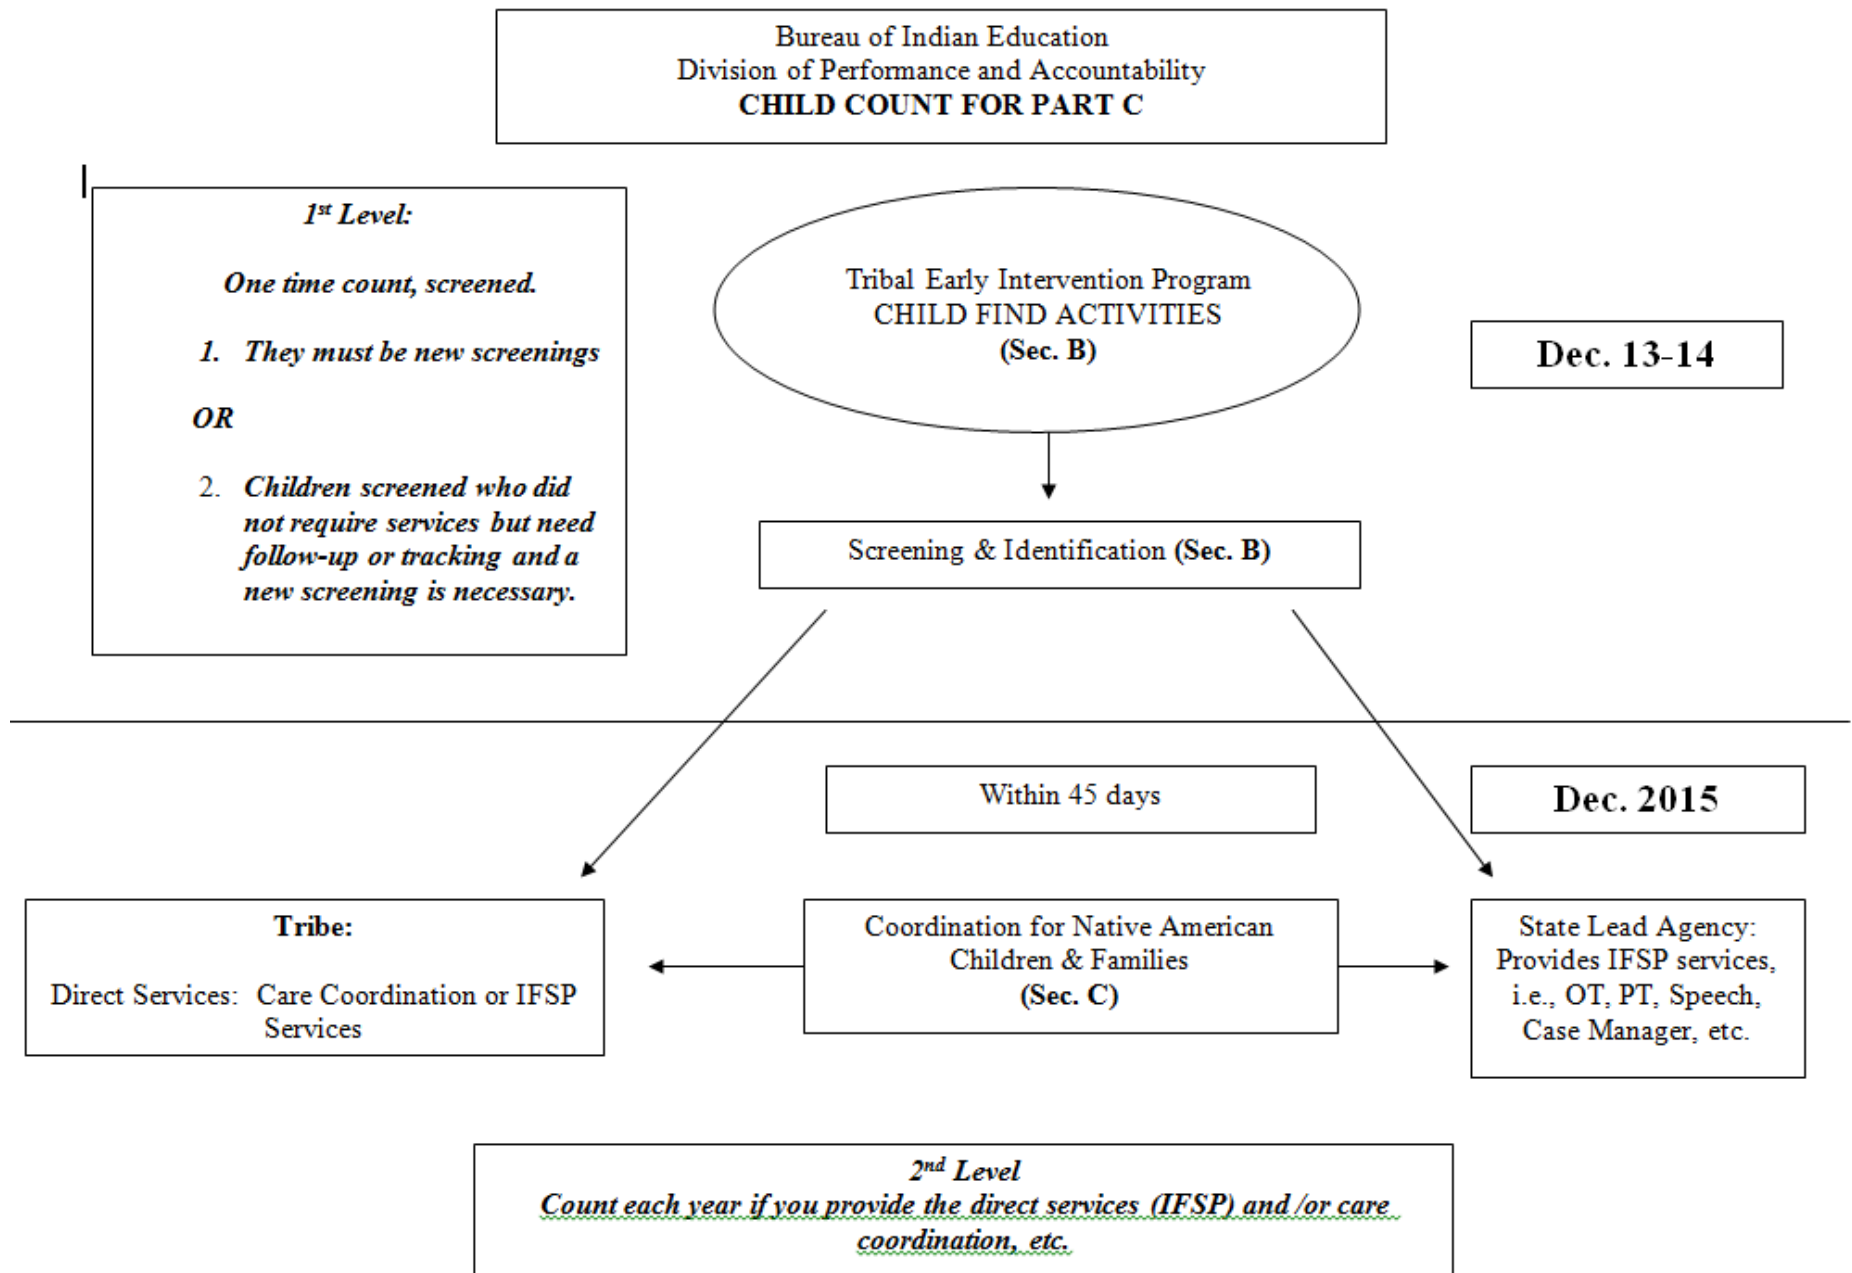 Bureau of Indian Education
Division of Performance and Accountability
CHILD COUNT FOR PART C
1st Level:
One time count, screened.
1. They must be new screenings
OR
2. Children screened who did
not require services but need
follow-up or tracking and a
new screening is necessary.
Tribal Early Intervention Program
CHILD FIND ACTIVITIES
(Sec. B)
Dec. 13-14
Screening & Identification (Sec. B)
Within 45 days
Dec. 2015
Tribe:
Direct Services: Care Coordination or IFSP
Services
Coordination for Native American
Children & Families
(Sec. C)
State Lead Agency:
Provides IFSP services,
i.e., OT, PT, Speech,
Case Manager, etc.
2nd Level
Count each year if you provide the direct services (IFSP) and /or care
coordination, etc.